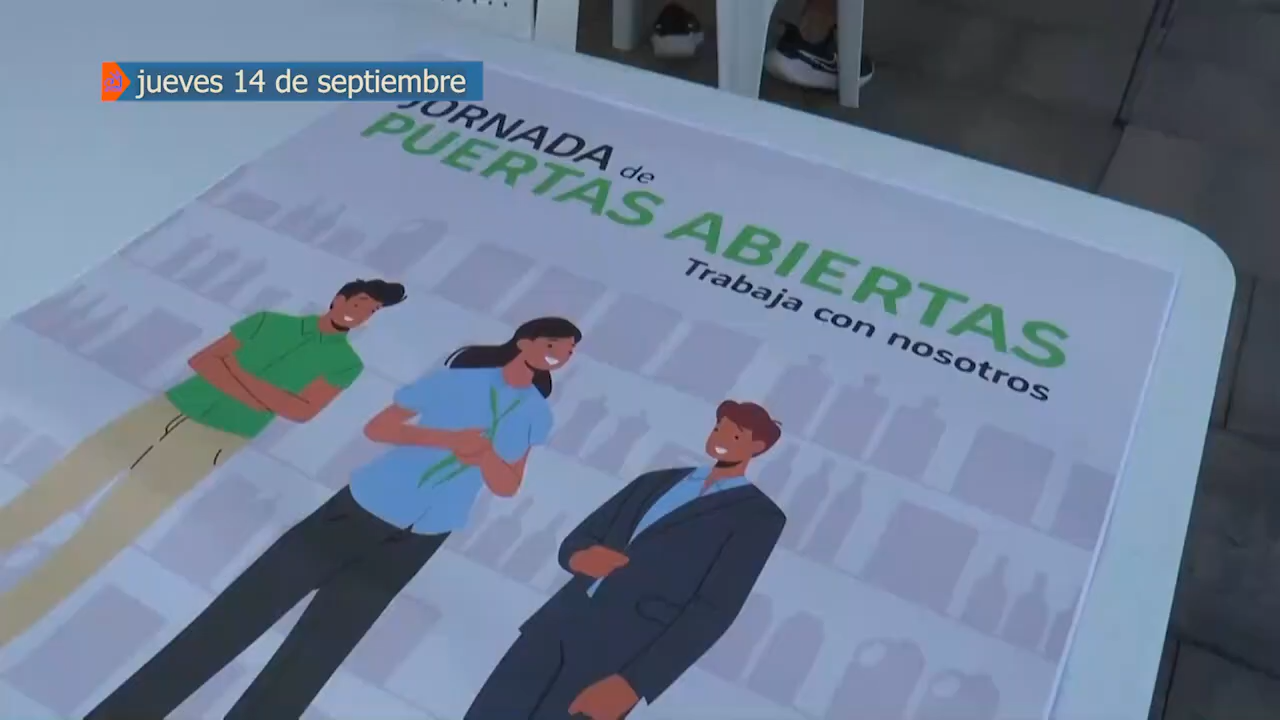 jueves 14 de septiembre
JORNADA de
PUERTAS ABIERTAS
Trabaja con nosotros